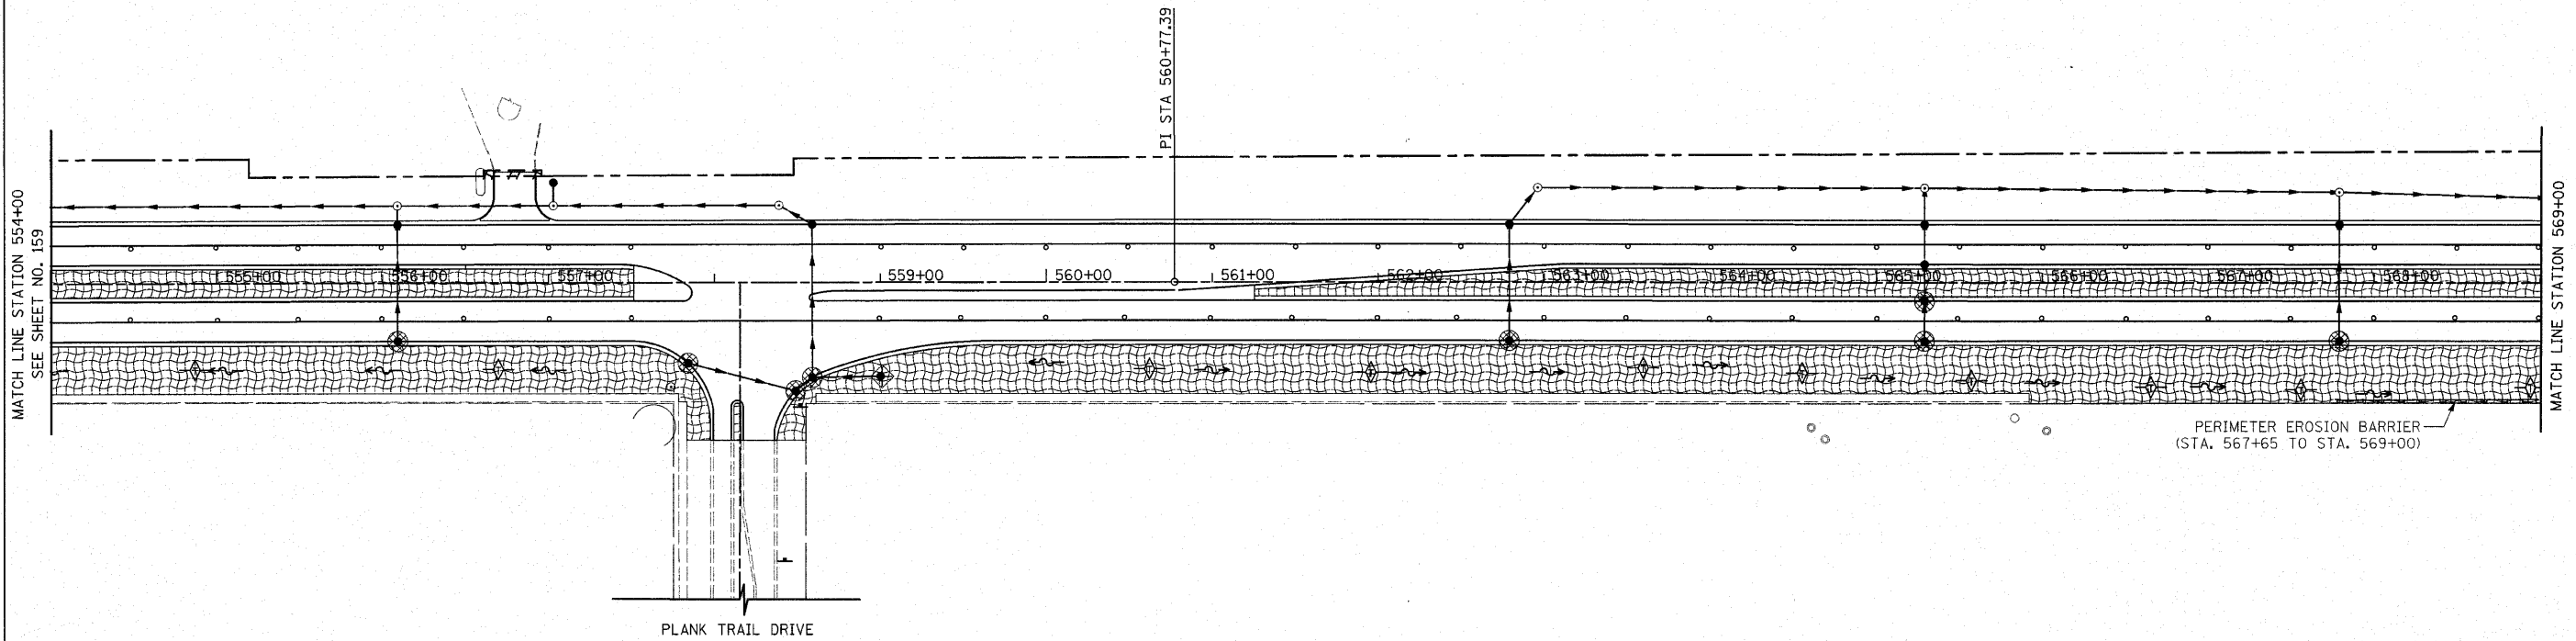 MATCH LINE STATION 554+00
SEE SHEET NO. 159
PI STA 560+77.39
555+00
556+00
557+00
559+00
560+00
561+00
562+00
563+00
564+00
565+00
566+00
567+00
568+00
MATCH LINE STATION 569+00
PERIMETER EROSION BARRIER
(STA. 567+65 TO STA. 569+00)
PLANK TRAIL DRIVE